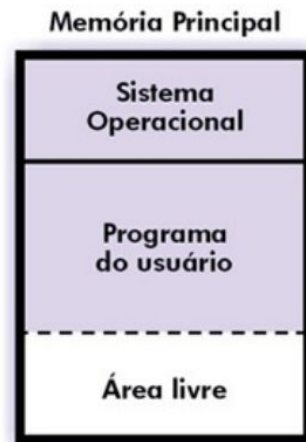 Memória Principal
Sistema
Operacional
Programa
do usuário
Área livre